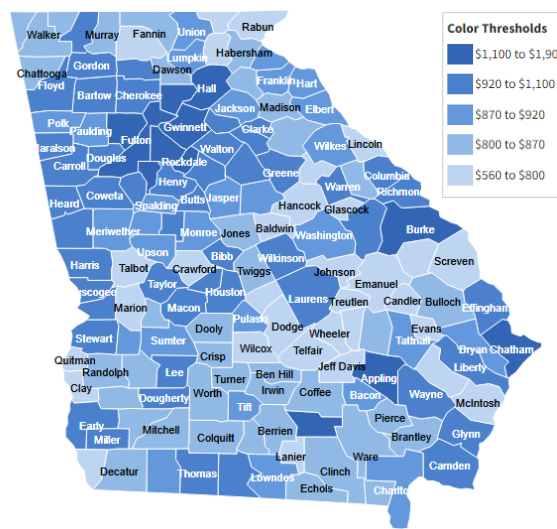 Color Thresholds
$1,100 to $1,90
$920 to $1,100
$870 to $920
$800 to $870
$560 to $800
Rabun
Union
Fannin
Murray
Walker
Habersham
Lumpkin
Gordon
Dawson
Chattooga
Floyd
Franklin Hart
Hall
Bartow Cherokee
Madison
Jackson
Elbert
Polk
Gwinnett
Clarke
Paulding
Fulton
Wilkes Lincoln
Haralson
Walton
Douglas
Rockdale
Carroll
Greene
Columbia
Henry
Warren
Richmond
Coweta
Butts Jasper
Heard
Spalding
Hancock
Glascock
Meriwether
Monroe
Jones
Baldwin
Washington
Burke
Upson
Bibb
Wilkinson
Screven
Harris
Talbot
Crawford
Twiggs
Johnson
Taylor
Emanuel
uscogee
Houston
Laurens
Treutlen
Candler
Bulloch
Marion
Macon
Effingham
Pulaski
Dooly
Dodge
Wheeler
Evans
Stewart
Sumter
Tattnall
Wilcox
Telfair
Bryan
Chatham
Quitman
Crisp
Randolph
Lee
Turner
Ben Hill
Jeff Davis
Liberty
Clay
Appling
Worth
Irwin
Coffee
Bacon
Wayne
Dougherty
Tift
McIntosh
Early
Pierce
Miller
Mitchell
Colquitt
Berrien
Brantley
Glynn
Lanier
Ware
Decatur
Thomas
Clinch
Camden
Lowndes
Echols
Charlton